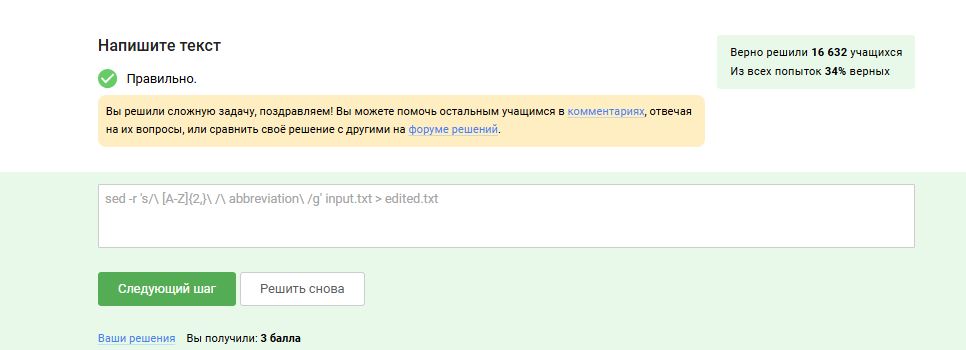 Напишите текст
Верно решили 16 632 учащихся
Из всех попыток 34% верных
Правильно.
Вы решили сложную задачу, поздравляем! Вы можете помочь остальным учащимся в комментариях, отвечая
на их вопросы, или сравнить своё решение с другими на форуме решений.
sed -r 's/\ [A-Z]{2,}\ /\ abbreviation\ /g' input.txt > edited.txt
Следующий шаг
Решить снова
Ваши решения Вы получили: 3 балла